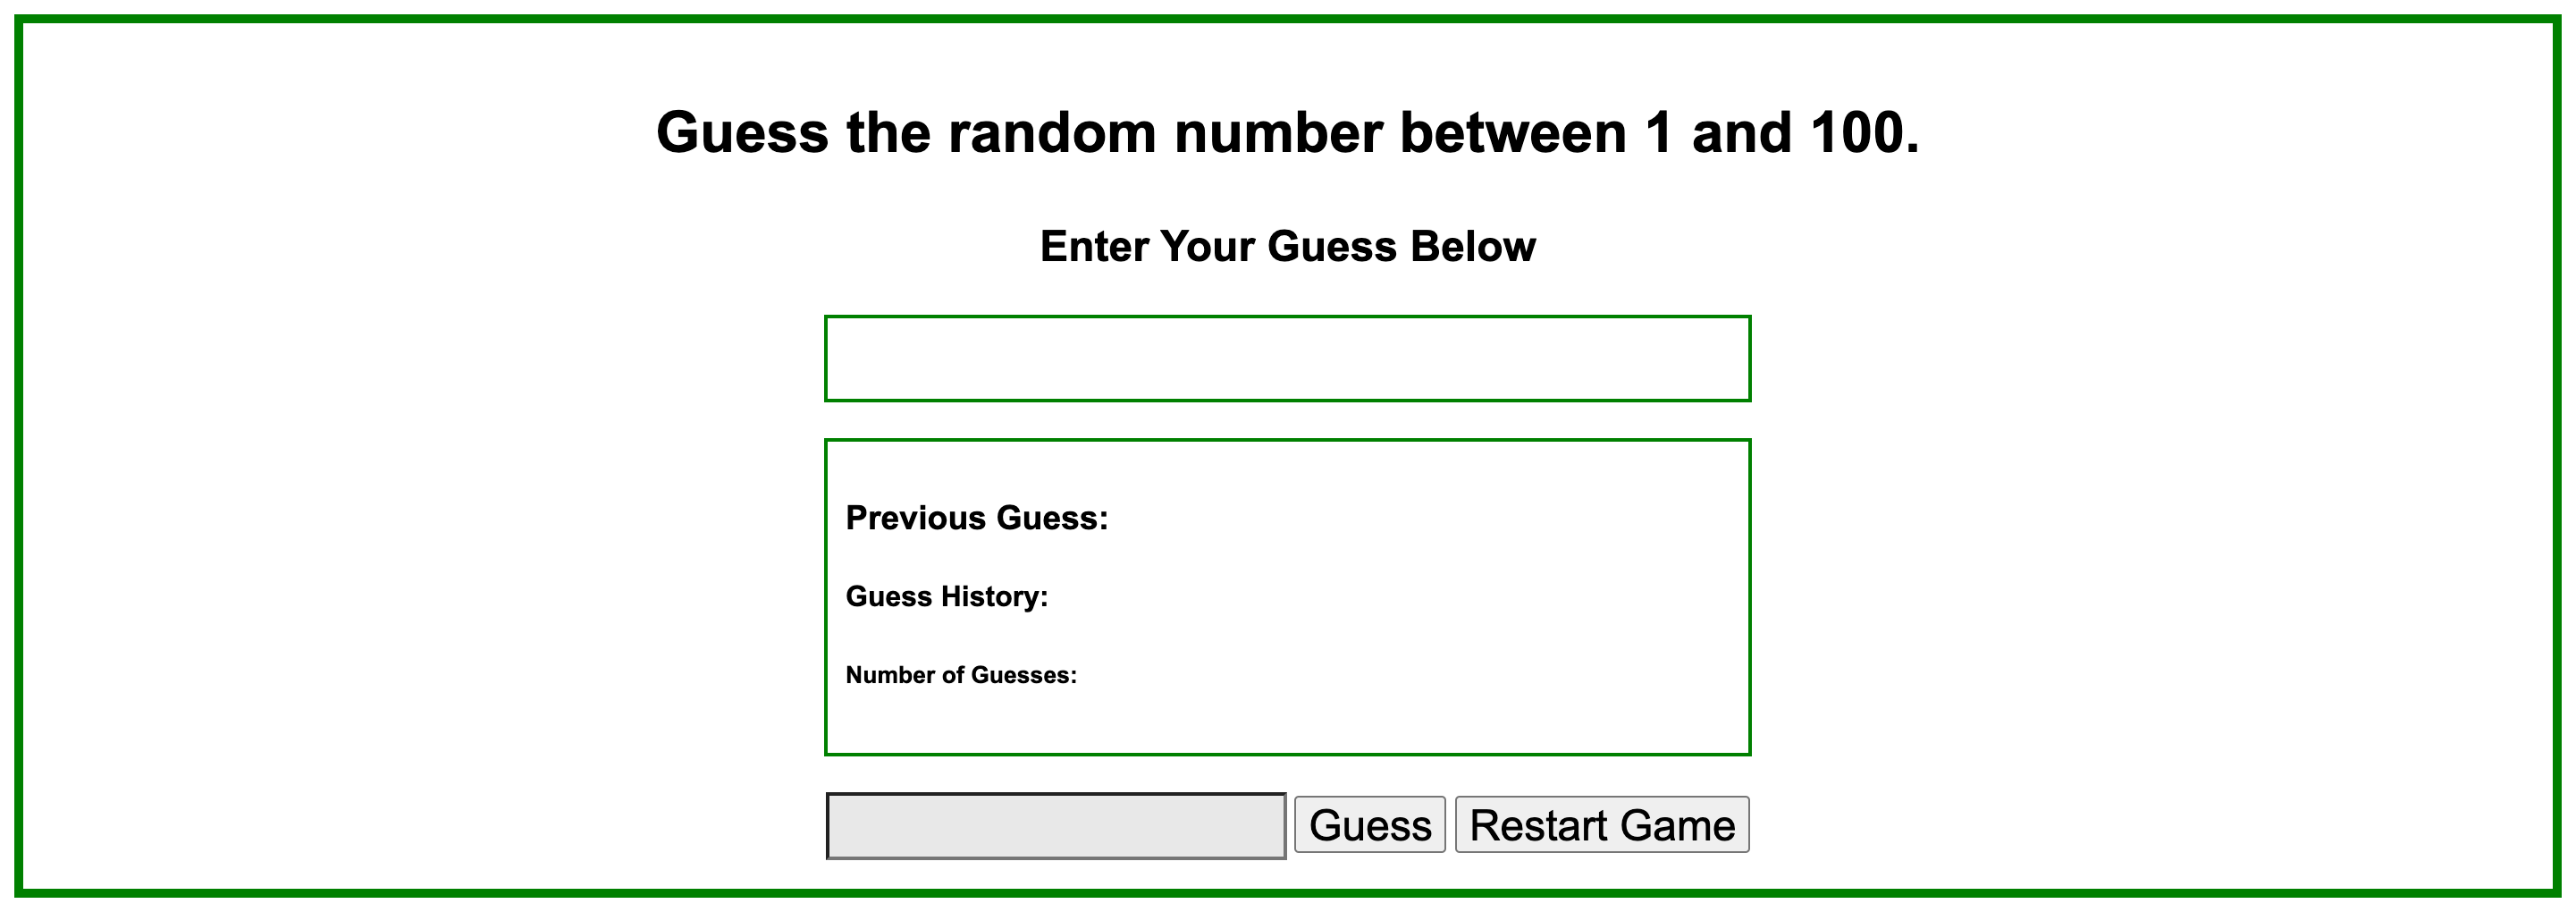 Guess the random number between 1 and 100.
Enter Your Guess Below
Previous Guess:
Guess History:
Number of Guesses:
Guess Restart Game